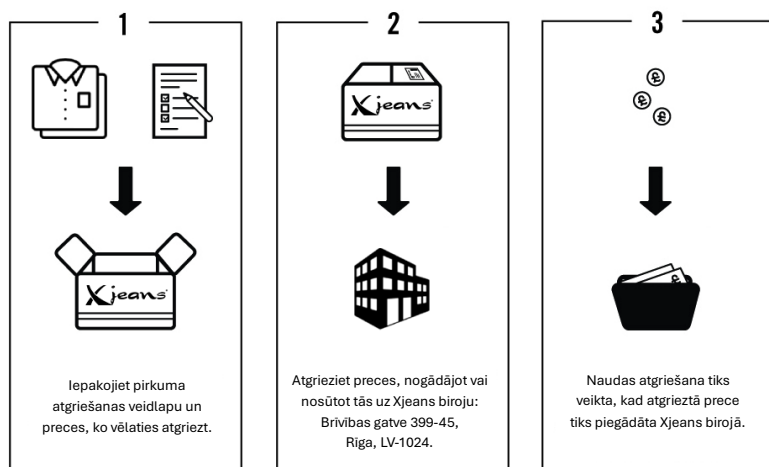 1
Xjeans
Iepakojiet pirkuma
atgriešanas veidlapu un
preces, ko vēlaties atgriezt.
2
Xjeans
Atgrieziet preces, nogādājot vai
nosūtot tās uz Xjeans biroju:
Brīvības gatve 399-45,
Rīga, LV-1024.
3
£
£
£
£
Naudas atgriešana tiks
veikta, kad atgrieztā prece
tiks piegādāta Xjeans birojā.